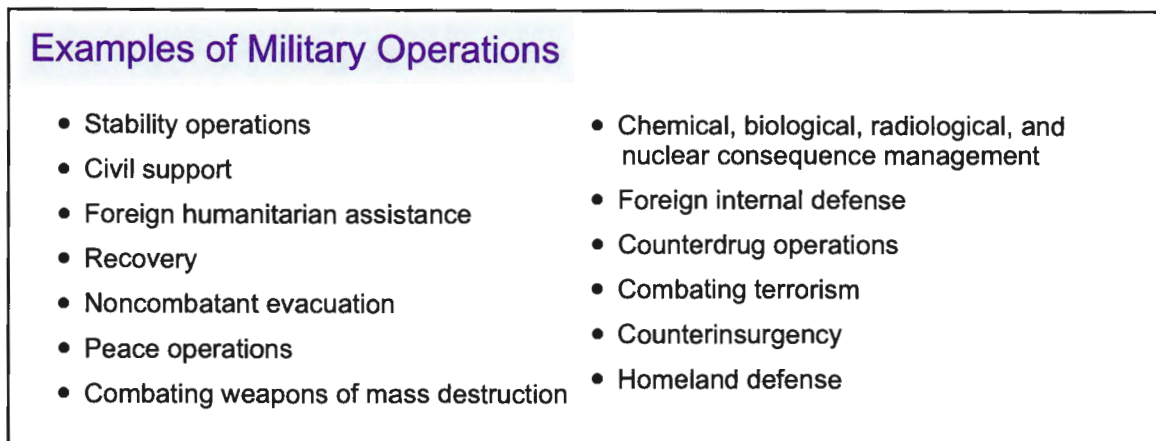 Examples of Military Operations
• Stability operations
• Civil support
• Foreign humanitarian assistance
• Recovery
• Noncombatant evacuation
• Peace operations
• Combating weapons of mass destruction
• Chemical, biological, radiological, and
nuclear consequence management
• Foreign internal defense
• Counterdrug operations
• Combating terrorism
• Counterinsurgency
• Homeland defense